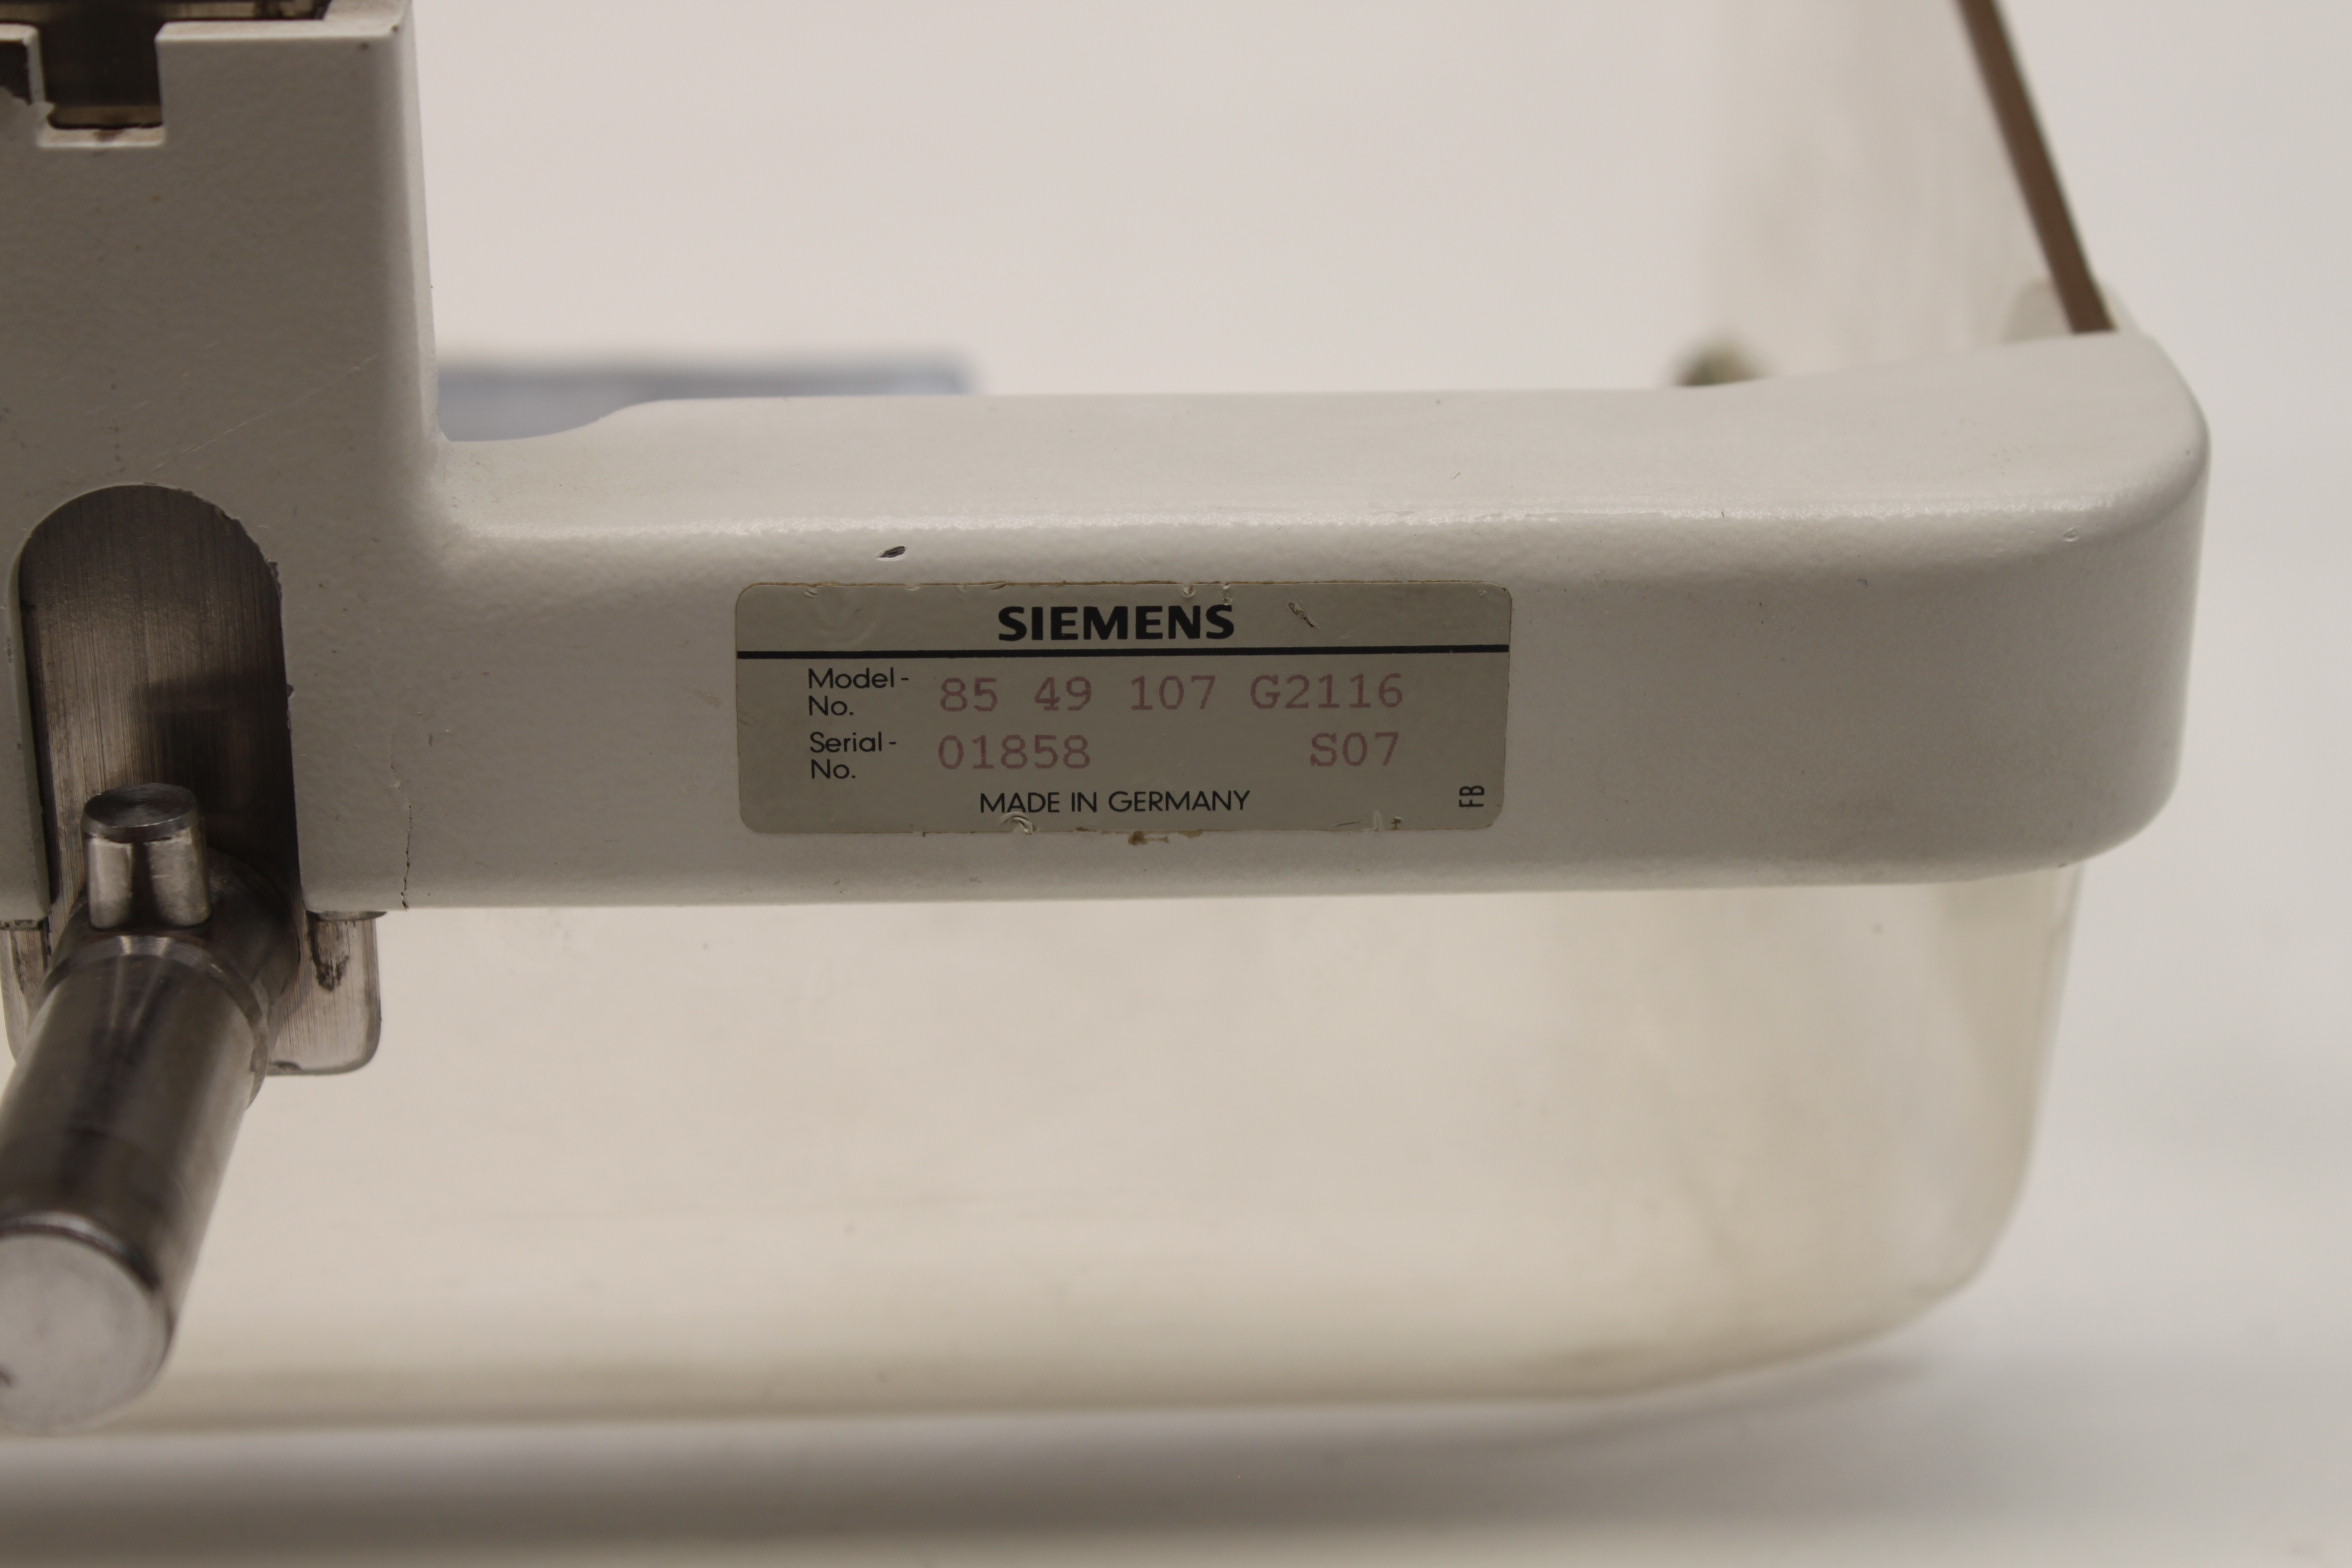 SIEMENS
Model-
No. 85 49 107 G2116
Serial-
No. 01858 S07
MADE IN GERMANY
FB